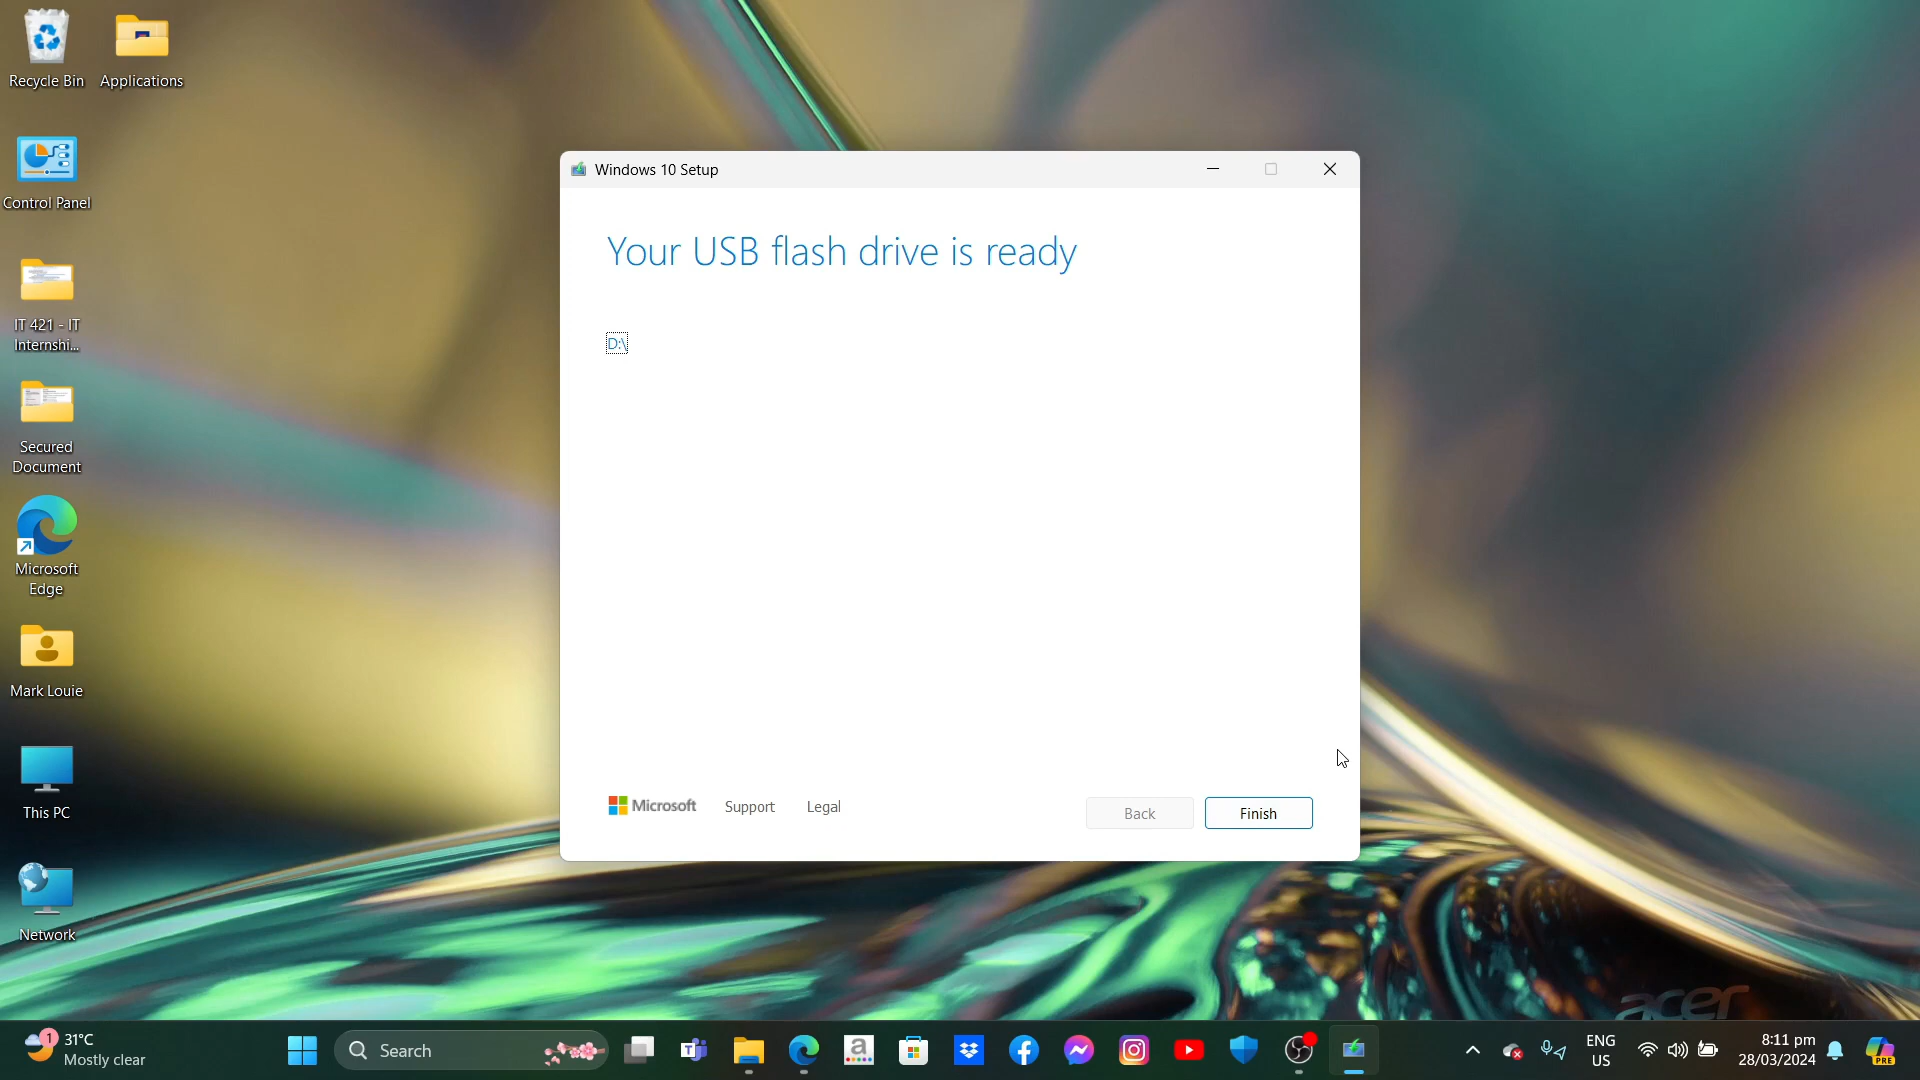 Recycle Bin
Applications
Control Panel
IT 421 - IT
Internshi...
Secured
Document
Microsoft
Edge
Mark Louie
This PC
Network
Windows 10 Setup
Your USB flash drive is ready
D:\
Microsoft
Support
Legal
Back
Finish
acer
1
31°C
Mostly clear
Search
a
ENG
US
8:11 pm
28/03/2024
PRE